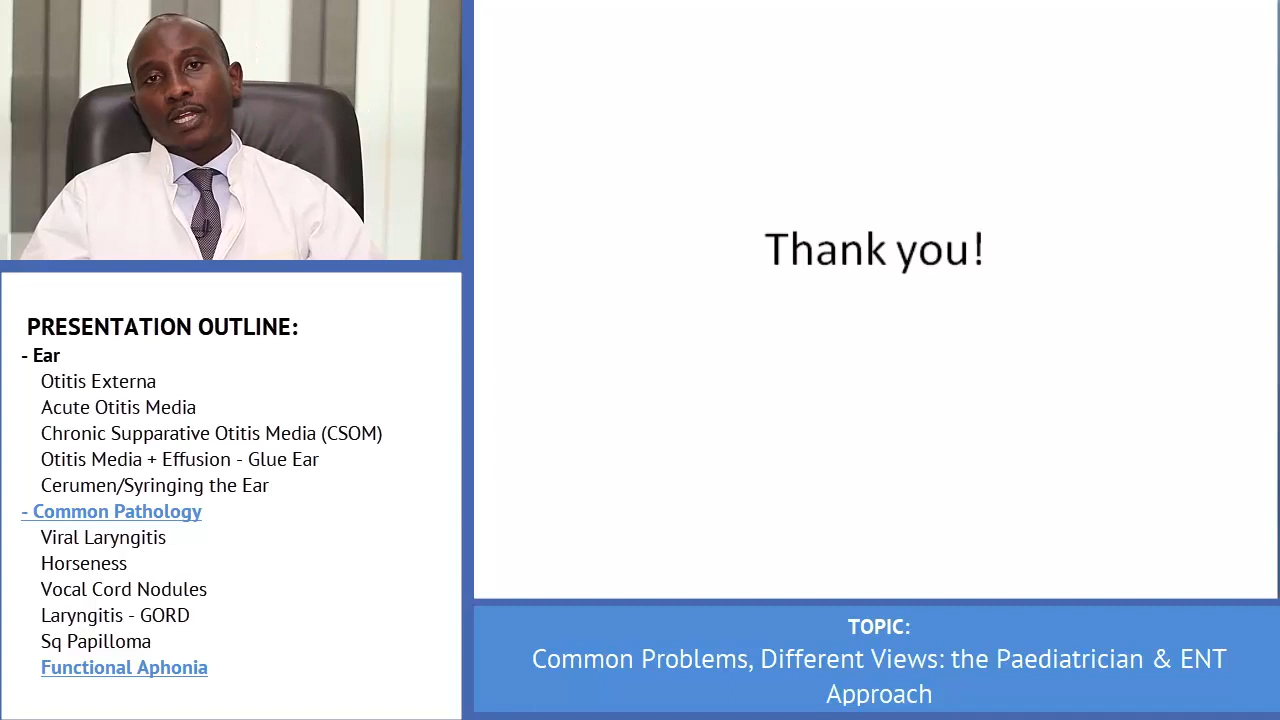 Thank you!
PRESENTATION OUTLINE:
- Ear
Otitis Externa
Acute Otitis Media
Chronic Supparative Otitis Media (CSOM)
Otitis Media + Effusion - Glue Ear
Cerumen/Syringing the Ear
- Common Pathology
Viral Laryngitis
Horseness
Vocal Cord Nodules
Laryngitis - GORD
Sq Papilloma
Functional Aphonia
TOPIC:
Common Problems, Different Views: the Paediatrician & ENT
Approach